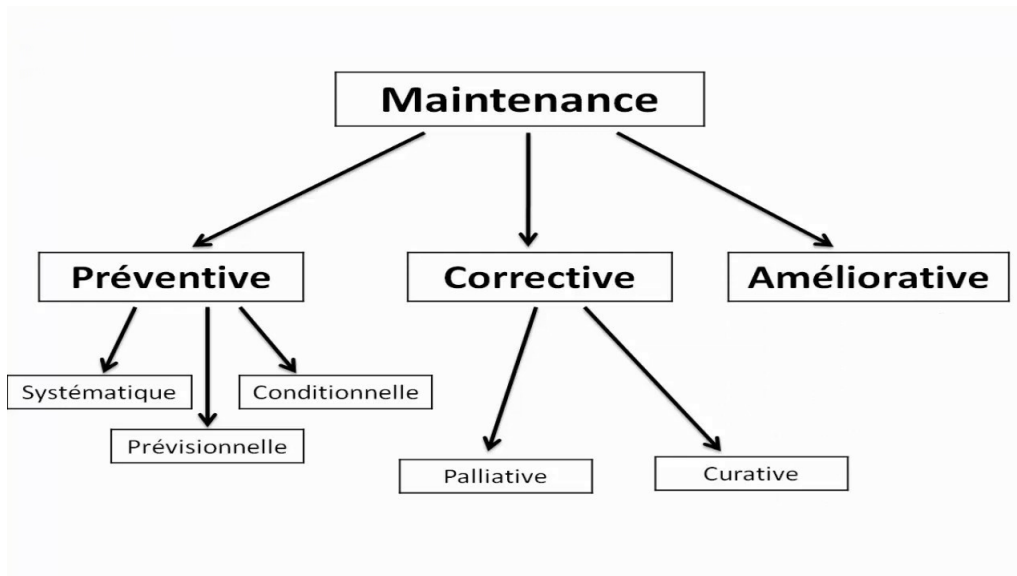 Maintenance
Préventive
Corrective
Améliorative
Systématique
Conditionnelle
Prévisionnelle
Palliative
Curative